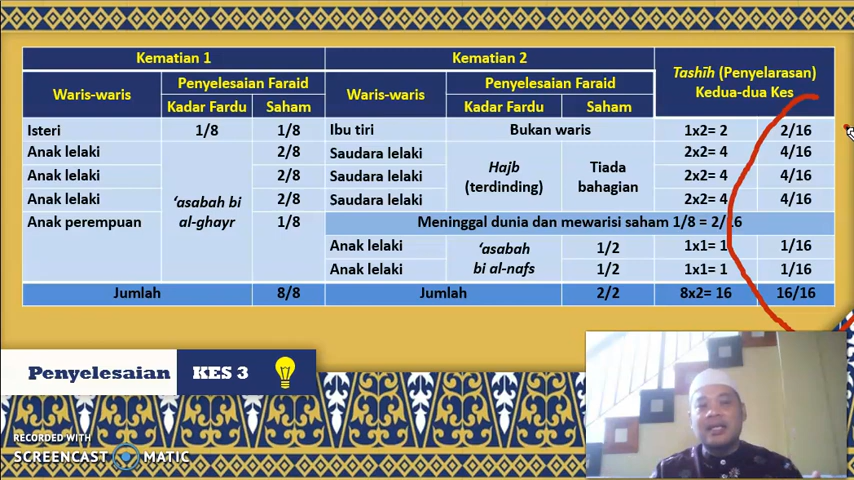 Kematian 1 Kematian 2 Tashīh (Penyelarasan) Kedua-dua Kes
Waris-waris Penyelesaian Faraid Waris-waris Penyelesaian Faraid
Kadar Fardu Saham Kadar Fardu Saham
Isteri 1/8 1/8 Ibu tiri Bukan waris 1x2= 2 2/16
Anak lelaki 'asabah bi al-ghayr 2/8 Saudara lelaki Hajb (terdinding) Tiada bahagian 2x2= 4 4/16
Anak lelaki 2/8 Saudara lelaki 2x2= 4 4/16
Anak lelaki 2/8 Saudara lelaki 2x2= 4 4/16
Anak perempuan 1/8 Meninggal dunia dan mewarisi saham 1/8 = 2/16
Anak lelaki 'asabah bi al-nafs 1/2 1x1= 1 1/16
Anak lelaki 1/2 1x1= 1 1/16
Jumlah 8/8 Jumlah 2/2 8x2= 16 16/16
Penyelesaian KES 3
RECORDED WITH
SCREENCAST MATIC